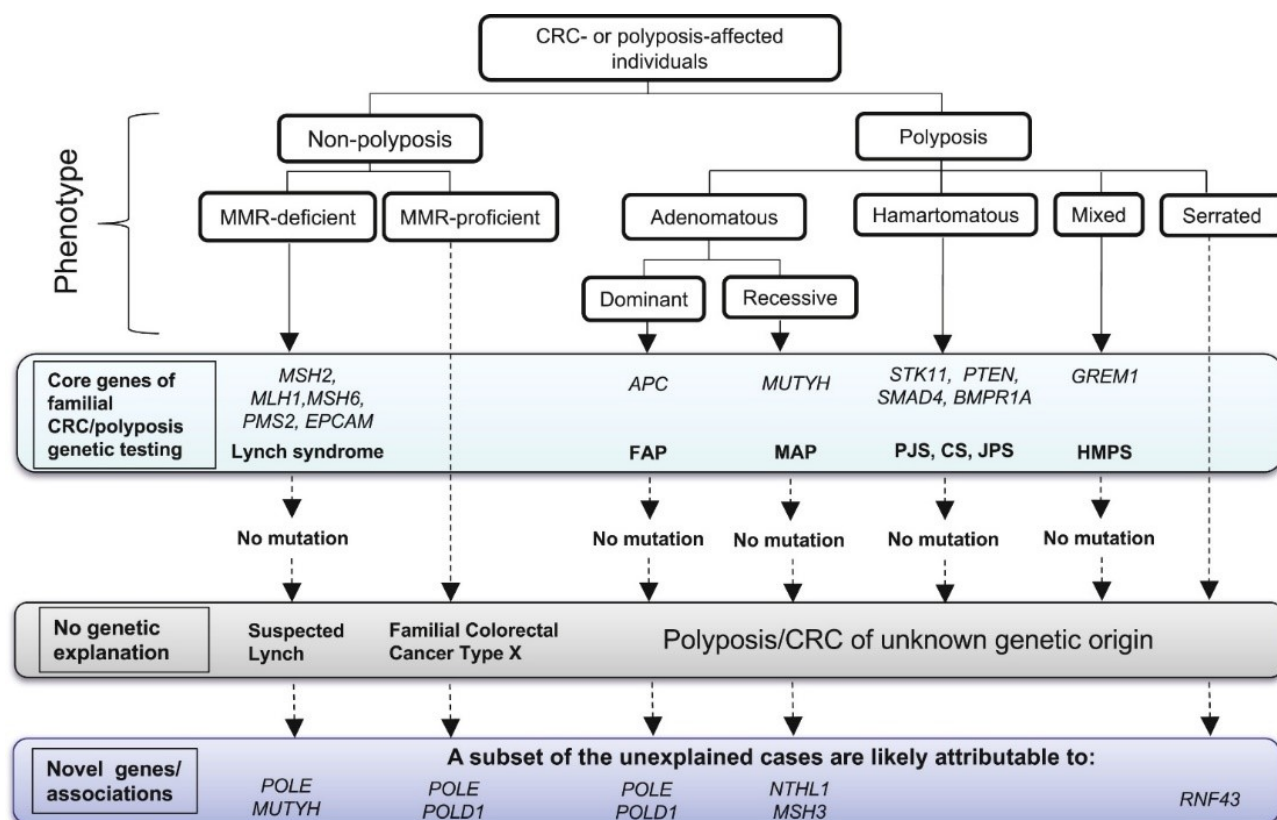 CRC- or polyposis-affected
individuals
Phenotype
Non-polyposis
Polyposis
MMR-deficient
MMR-proficient
Adenomatous
Hamartomatous
Mixed
Serrated
Dominant
Recessive
Core genes of
familial
CRC/polyposis
genetic testing
MSH2,
MLH1,MSH6,
PMS2, EPCAM
Lynch syndrome
APC
FAP
MUTYH
MAP
STK11, PTEN,
SMAD4, BMPR1A
PJS, CS, JPS
GREM1
HMPS
No mutation
No mutation
No mutation
No mutation
No mutation
No genetic
explanation
Suspected
Lynch
Familial Colorectal
Cancer Type X
Polyposis/CRC of unknown genetic origin
Novel genes/
associations
A subset of the unexplained cases are likely attributable to:
POLE
MUTYH
POLE
POLD1
POLE
POLD1
NTHL1
MSH3
RNF43